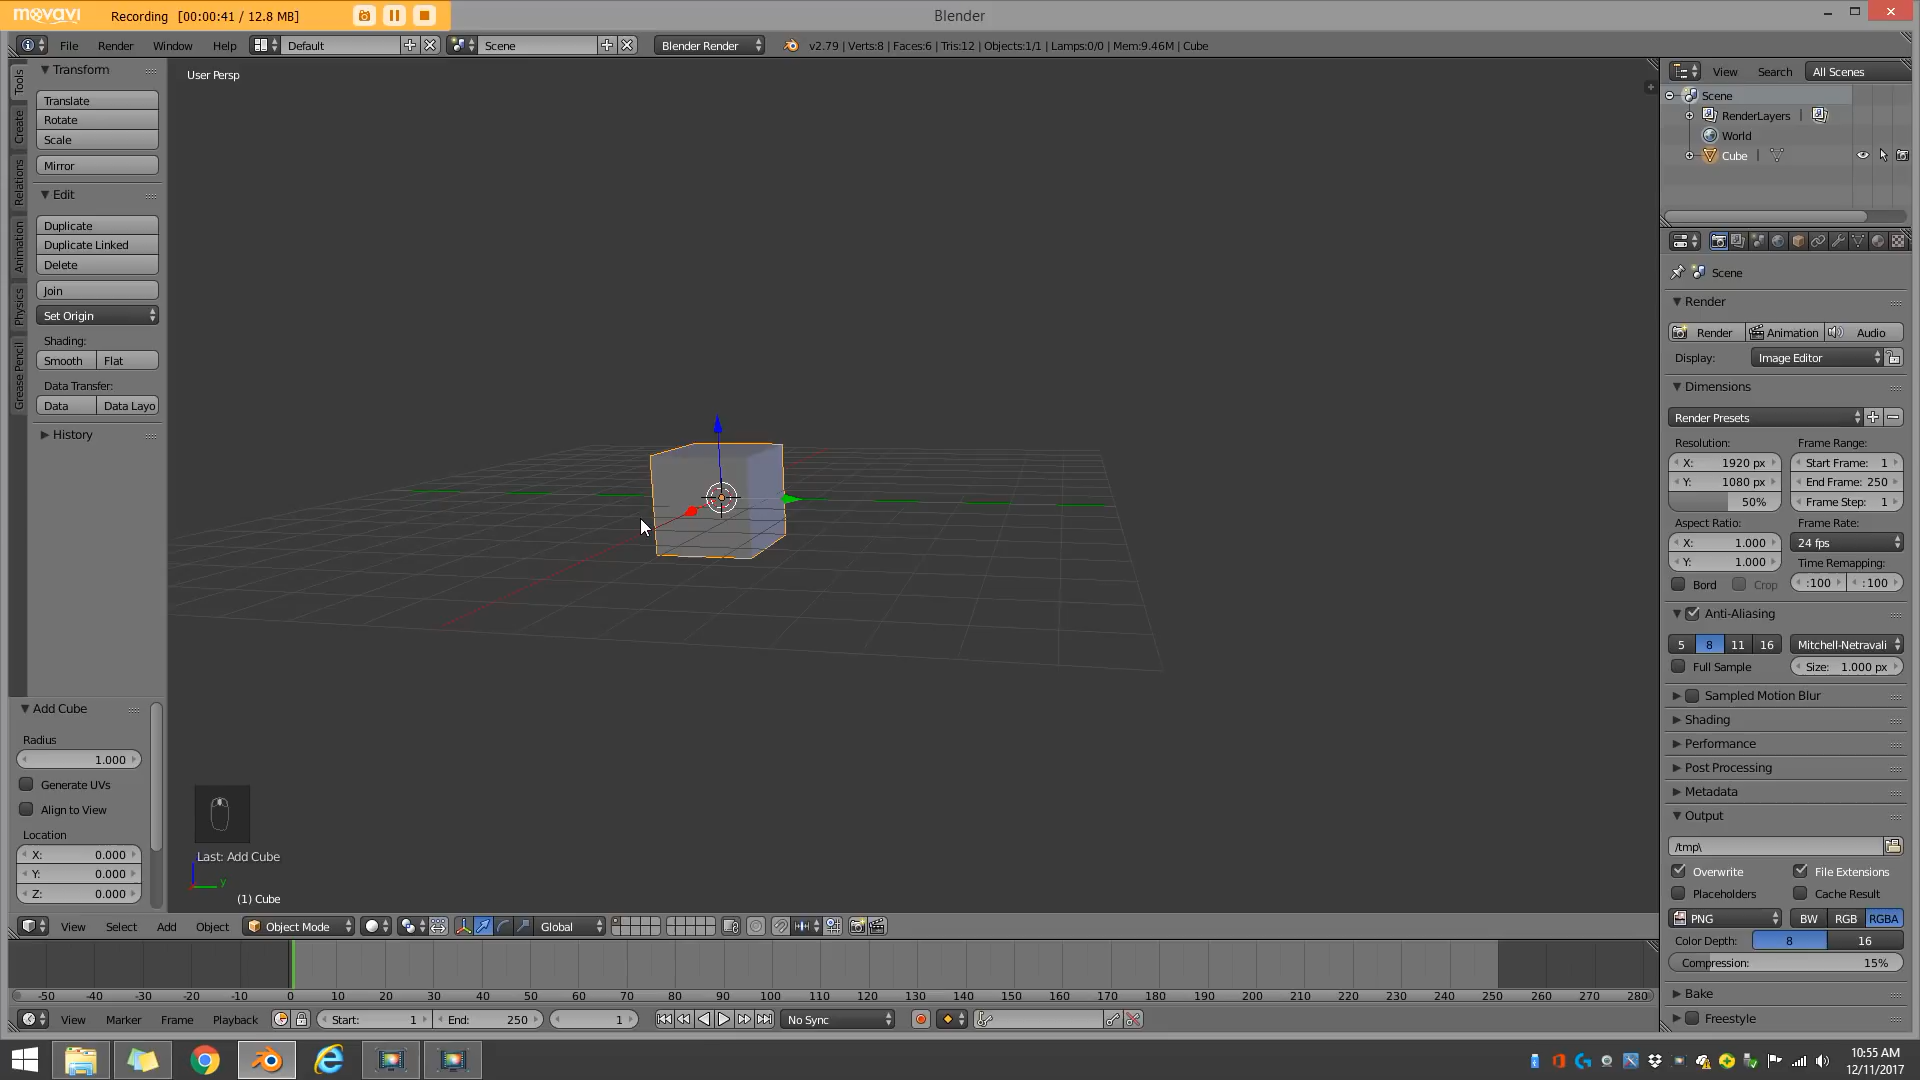 movavi Recording [00:00:41 / 12.8 MB] Blender
File Render Window Help Default Scene Blender Render v2.79 | Verts:8 | Faces:6 | Tris:12 | Objects:1/1 | Lamps:0/0 | Mem:9.46M | Cube
Tools
Create
Relations
Animation
Physics
Grease Pencil
Transform
Translate
Rotate
Scale
Mirror
Edit
Duplicate
Duplicate Linked
Delete
Join
Set Origin
Shading:
Smooth Flat
Data Transfer:
Data Data Layo
History
Add Cube
Radius
1.000
Generate UVs
Align to View
Location
X: 0.000
Y: 0.000
Z: 0.000
User Persp
Last: Add Cube
y
(1) Cube
View Select Add Object Object Mode Global
-50 -40 -30 -20 -10 0 10 20 30 40 50 60 70 80 90 100 110 120 130 140 150 160 170 180 190 200 210 220 230 240 250 260 270 280
View Marker Frame Playback Start: 1 End: 250 1 No Sync
View Search All Scenes
Scene
RenderLayers |
World
Cube |
Scene
Render
Render Animation Audio
Display: Image Editor
Dimensions
Render Presets
Resolution: Frame Range:
X: 1920 px Start Frame: 1
Y: 1080 px End Frame: 250
50% Frame Step: 1
Aspect Ratio: Frame Rate:
X: 1.000 24 fps
Y: 1.000 Time Remapping:
Bord Crop :100 :100
Anti-Aliasing
5 8 11 16 Mitchell-Netravali
Full Sample Size: 1.000 px
Sampled Motion Blur
Shading
Performance
Post Processing
Metadata
Output
/tmp\
Overwrite File Extensions
Placeholders Cache Result
PNG BW RGB RGBA
Color Depth: 8 16
Compression: 15%
Bake
Freestyle
10:55 AM
12/11/2017